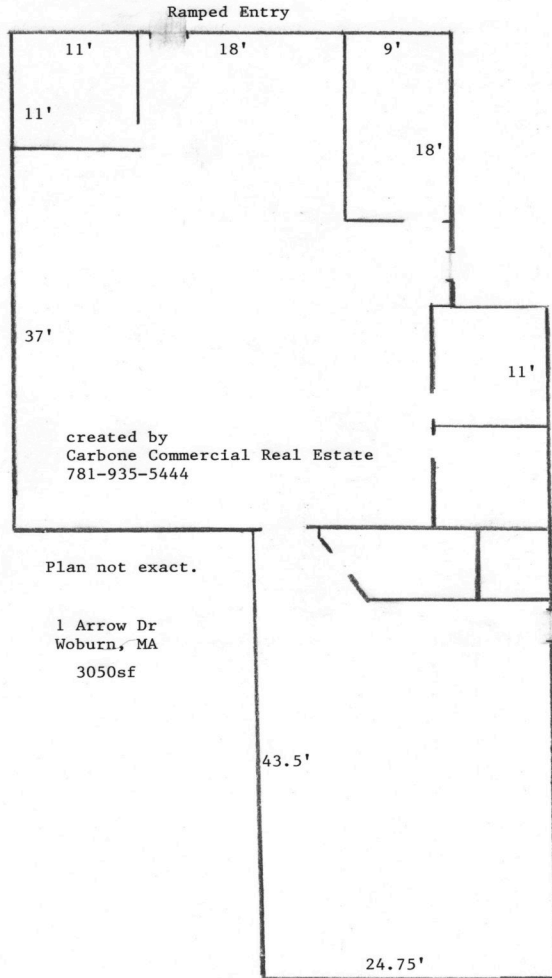 Ramped Entry
11'
18'
9'
11'
18'
37'
11'
created by
Carbone Commercial Real Estate
781-935-5444
Plan not exact.
1 Arrow Dr
Woburn, MA
3050sf
43.5'
24.75'